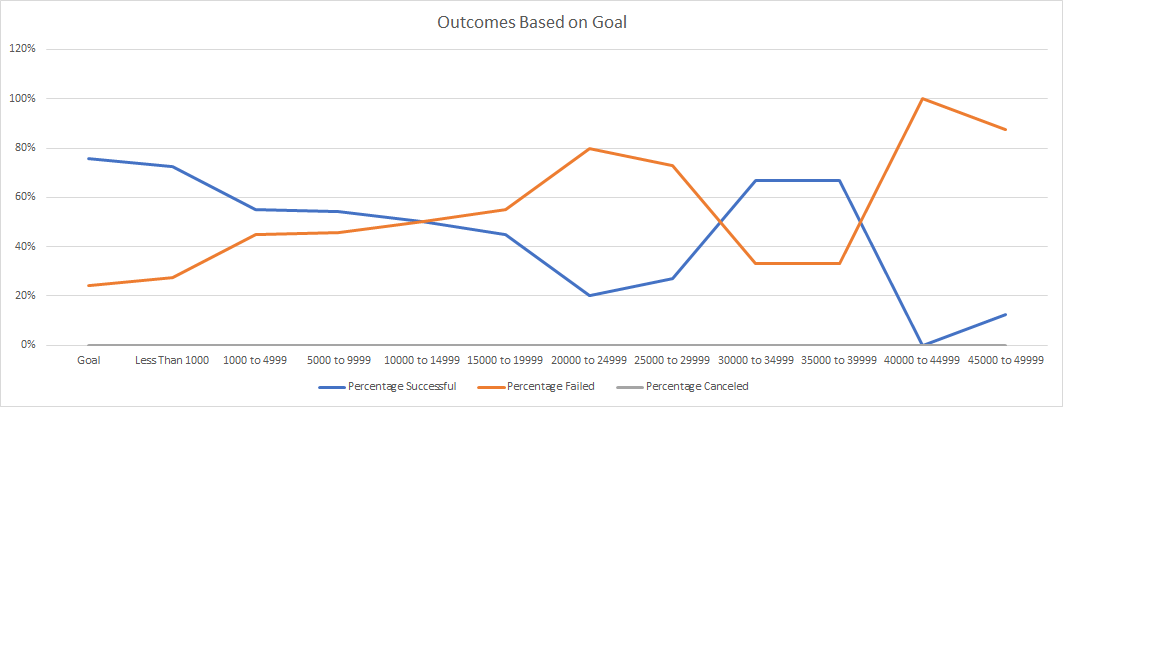 Outcomes Based on Goal
120%
100%
80%
60%
40%
20%
0%
Goal Less Than 1000 1000 to 4999 5000 to 9999 10000 to 14999 15000 to 19999 20000 to 24999 25000 to 29999 30000 to 34999 35000 to 39999 40000 to 44999 45000 to 49999
Percentage Successful Percentage Failed Percentage Canceled